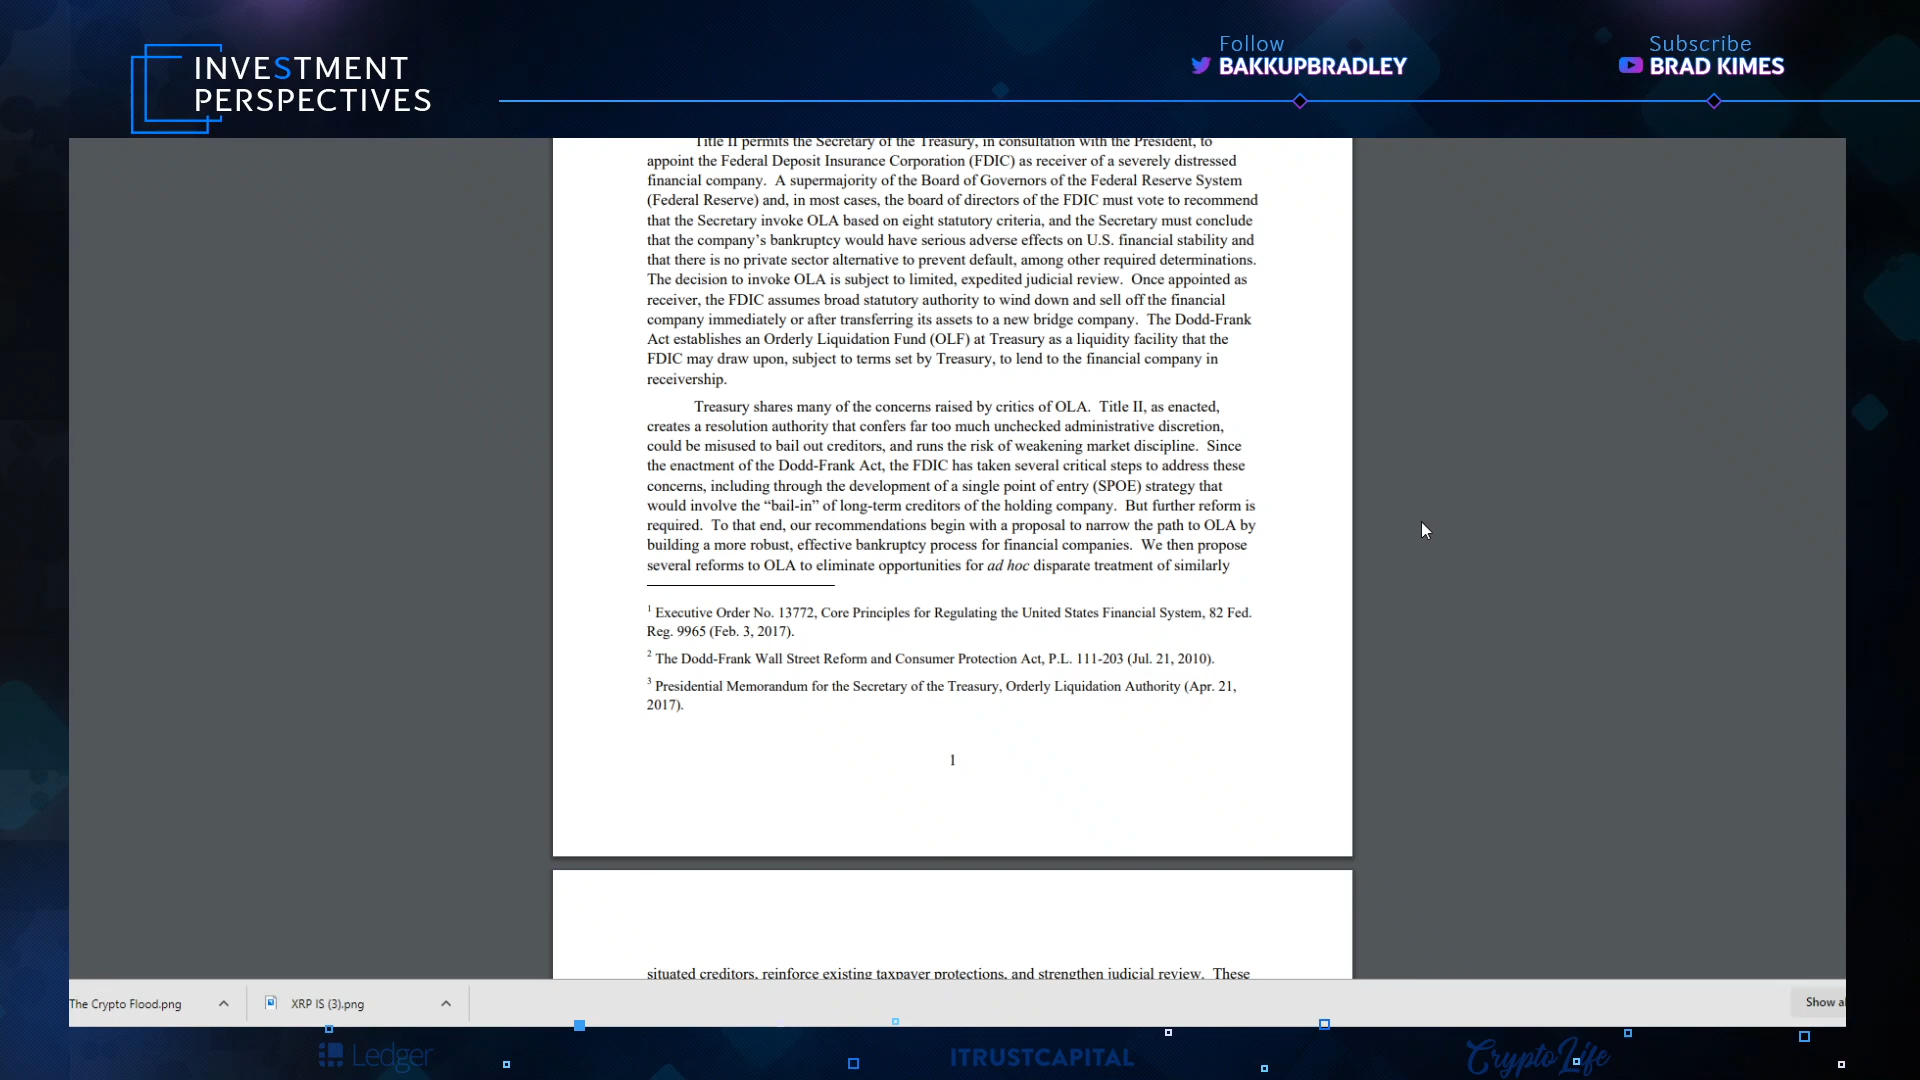 INVESTMENT
PERSPECTIVES
Follow
BAKKUPBRADLEY
Subscribe
BRAD KIMES
Title II permits the Secretary of the Treasury, in consultation with the President, to
appoint the Federal Deposit Insurance Corporation (FDIC) as receiver of a severely distressed
financial company.  A supermajority of the Board of Governors of the Federal Reserve System
(Federal Reserve) and, in most cases, the board of directors of the FDIC must vote to recommend
that the Secretary invoke OLA based on eight statutory criteria, and the Secretary must conclude
that the company’s bankruptcy would have serious adverse effects on U.S. financial stability and
that there is no private sector alternative to prevent default, among other required determinations.
The decision to invoke OLA is subject to limited, expedited judicial review.  Once appointed as
receiver, the FDIC assumes broad statutory authority to wind down and sell off the financial
company immediately or after transferring its assets to a new bridge company.  The Dodd-Frank
Act establishes an Orderly Liquidation Fund (OLF) at Treasury as a liquidity facility that the
FDIC may draw upon, subject to terms set by Treasury, to lend to the financial company in
receivership.
Treasury shares many of the concerns raised by critics of OLA.  Title II, as enacted,
creates a resolution authority that confers far too much unchecked administrative discretion,
could be misused to bail out creditors, and runs the risk of weakening market discipline.  Since
the enactment of the Dodd-Frank Act, the FDIC has taken several critical steps to address these
concerns, including through the development of a single point of entry (SPOE) strategy that
would involve the “bail-in” of long-term creditors of the holding company.  But further reform is
required.  To that end, our recommendations begin with a proposal to narrow the path to OLA by
building a more robust, effective bankruptcy process for financial companies.  We then propose
several reforms to OLA to eliminate opportunities for ad hoc disparate treatment of similarly
1 Executive Order No. 13772, Core Principles for Regulating the United States Financial System, 82 Fed.
Reg. 9965 (Feb. 3, 2017).
2 The Dodd-Frank Wall Street Reform and Consumer Protection Act, P.L. 111-203 (Jul. 21, 2010).
3 Presidential Memorandum for the Secretary of the Treasury, Orderly Liquidation Authority (Apr. 21,
2017).
1
situated creditors, reinforce existing taxpayer protections, and strengthen judicial review.  These
The Crypto Flood.png
XRP IS (3).png
Show al
Ledger
ITRUSTCAPITAL
CryptoLife